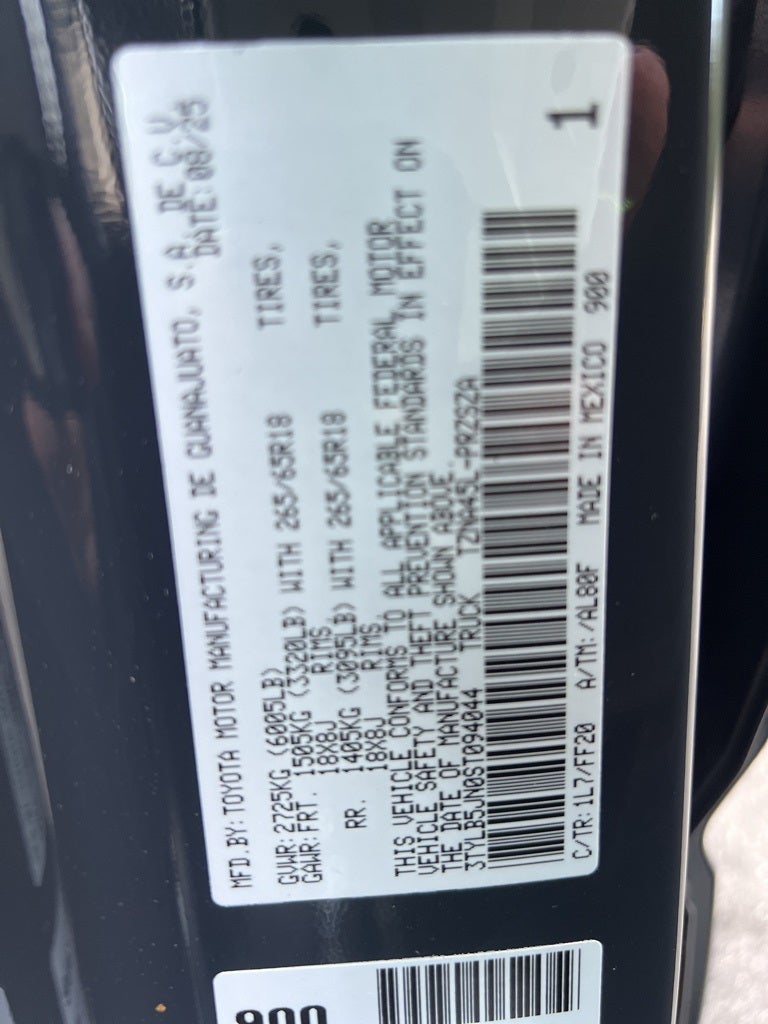 MFD.BY:TOYOTA MOTOR MANUFACTURING DE GUANAJUATO, S.A. DE C.V.
DATE:08/25
GVWR:2725KG (6005LB)
GAWR:FRT. 1505KG (3320LB) WITH 265/65R18 TIRES,
18X8J RIMS
RR. 1405KG (3095LB) WITH 265/65R18 TIRES,
18X8J RIMS
THIS VEHICLE CONFORMS TO ALL APPLICABLE FEDERAL MOTOR
VEHICLE SAFETY AND THEFT PREVENTION STANDARDS IN EFFECT ON
THE DATE OF MANUFACTURE SHOWN ABOVE.
3TYLB5JN0ST094044 TRUCK TZNA45L-PRZSZA
1
C/TR:1L7/FF20 A/TM: /AL80F MADE IN MEXICO 900
900